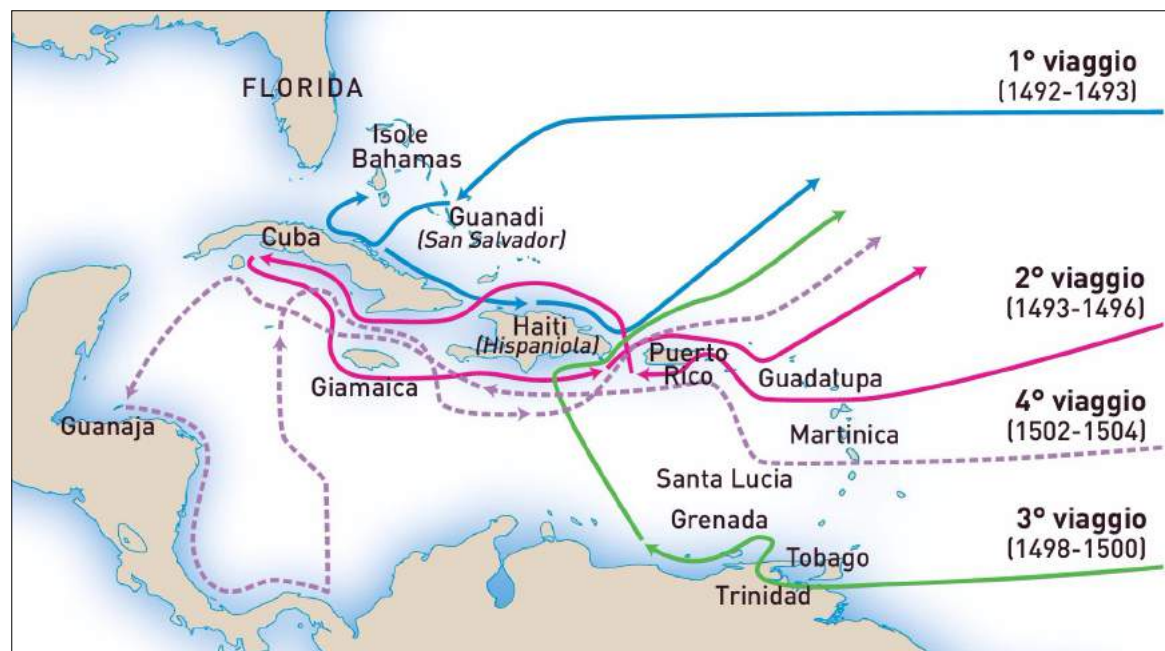 1° viaggio
(1492-1493)
FLORIDA
Isole
Bahamas
Guanadi
(San Salvador)
Cuba
2° viaggio
(1493-1496)
Haiti
(Hispaniola)
Puerto
Rico
Giamaica
Guadalupa
4° viaggio
(1502-1504)
Guanaja
Martinica
Santa Lucia
3° viaggio
(1498-1500)
Grenada
Tobago
Trinidad